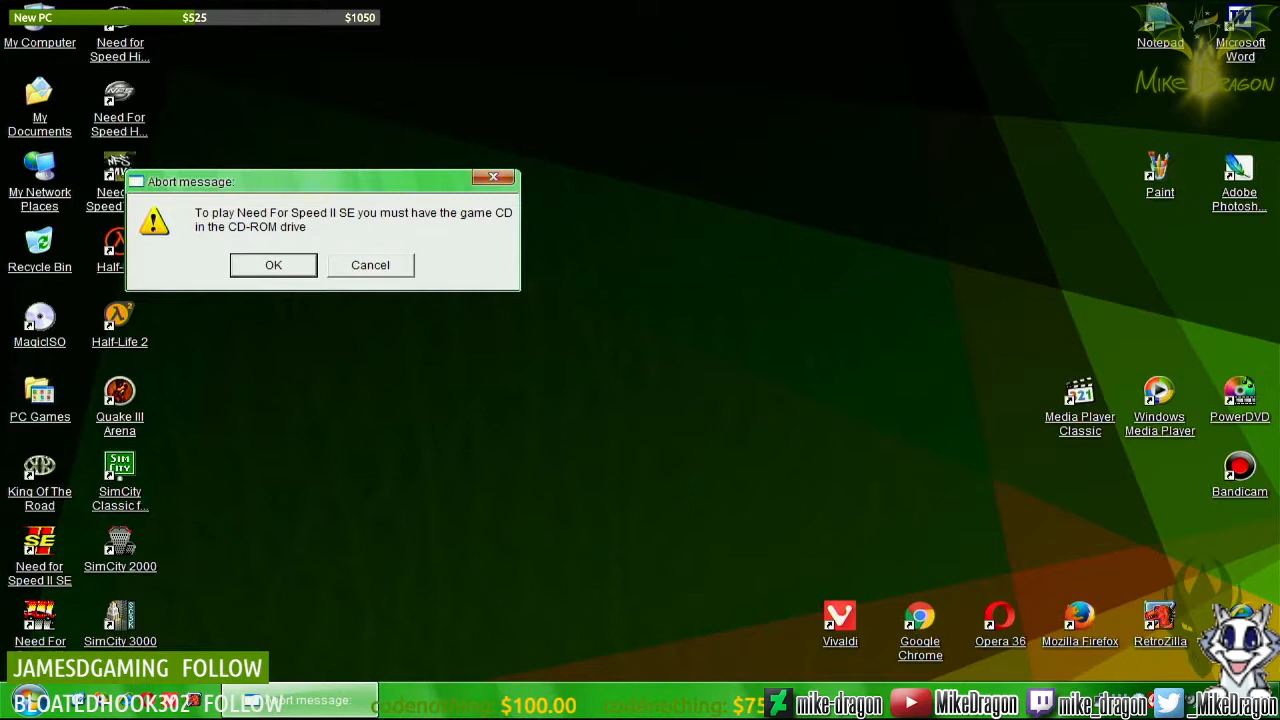 New PC $525 $1050
My Computer
Need for
Speed Hi...
Notepad
Microsoft
Word
MIKE DRAGON
My
Documents
Need For
Speed H...
My Network
Places
Paint
Adobe
Photosh...
Abort message:
To play Need For Speed II SE you must have the game CD
in the CD-ROM drive
OK Cancel
Recycle Bin
MagicISO
Half-Life 2
PC Games
Quake III
Arena
Media Player
Classic
Windows
Media Player
PowerDVD
King Of The
Road
SimCity
Classic f...
Bandicam
Need for
Speed II SE
SimCity 2000
Need For
SimCity 3000
Vivaldi
Google
Chrome
Opera 36
Mozilla Firefox
RetroZilla
JAMESDGAMING FOLLOW
BLOATEDHOOK302 FOLLOW
Abort message:
$100.00
mike-dragon
MikeDragon
mike_dragon
_MikeDragon